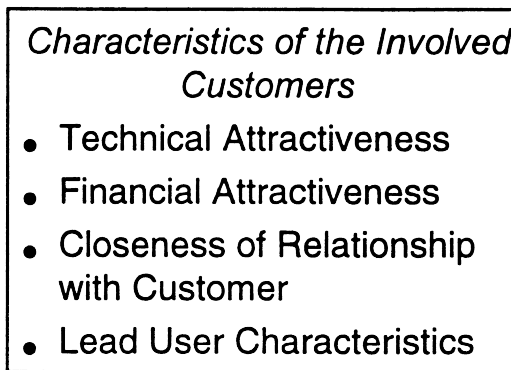 Characteristics of the Involved
Customers
• Technical Attractiveness
• Financial Attractiveness
• Closeness of Relationship
with Customer
• Lead User Characteristics